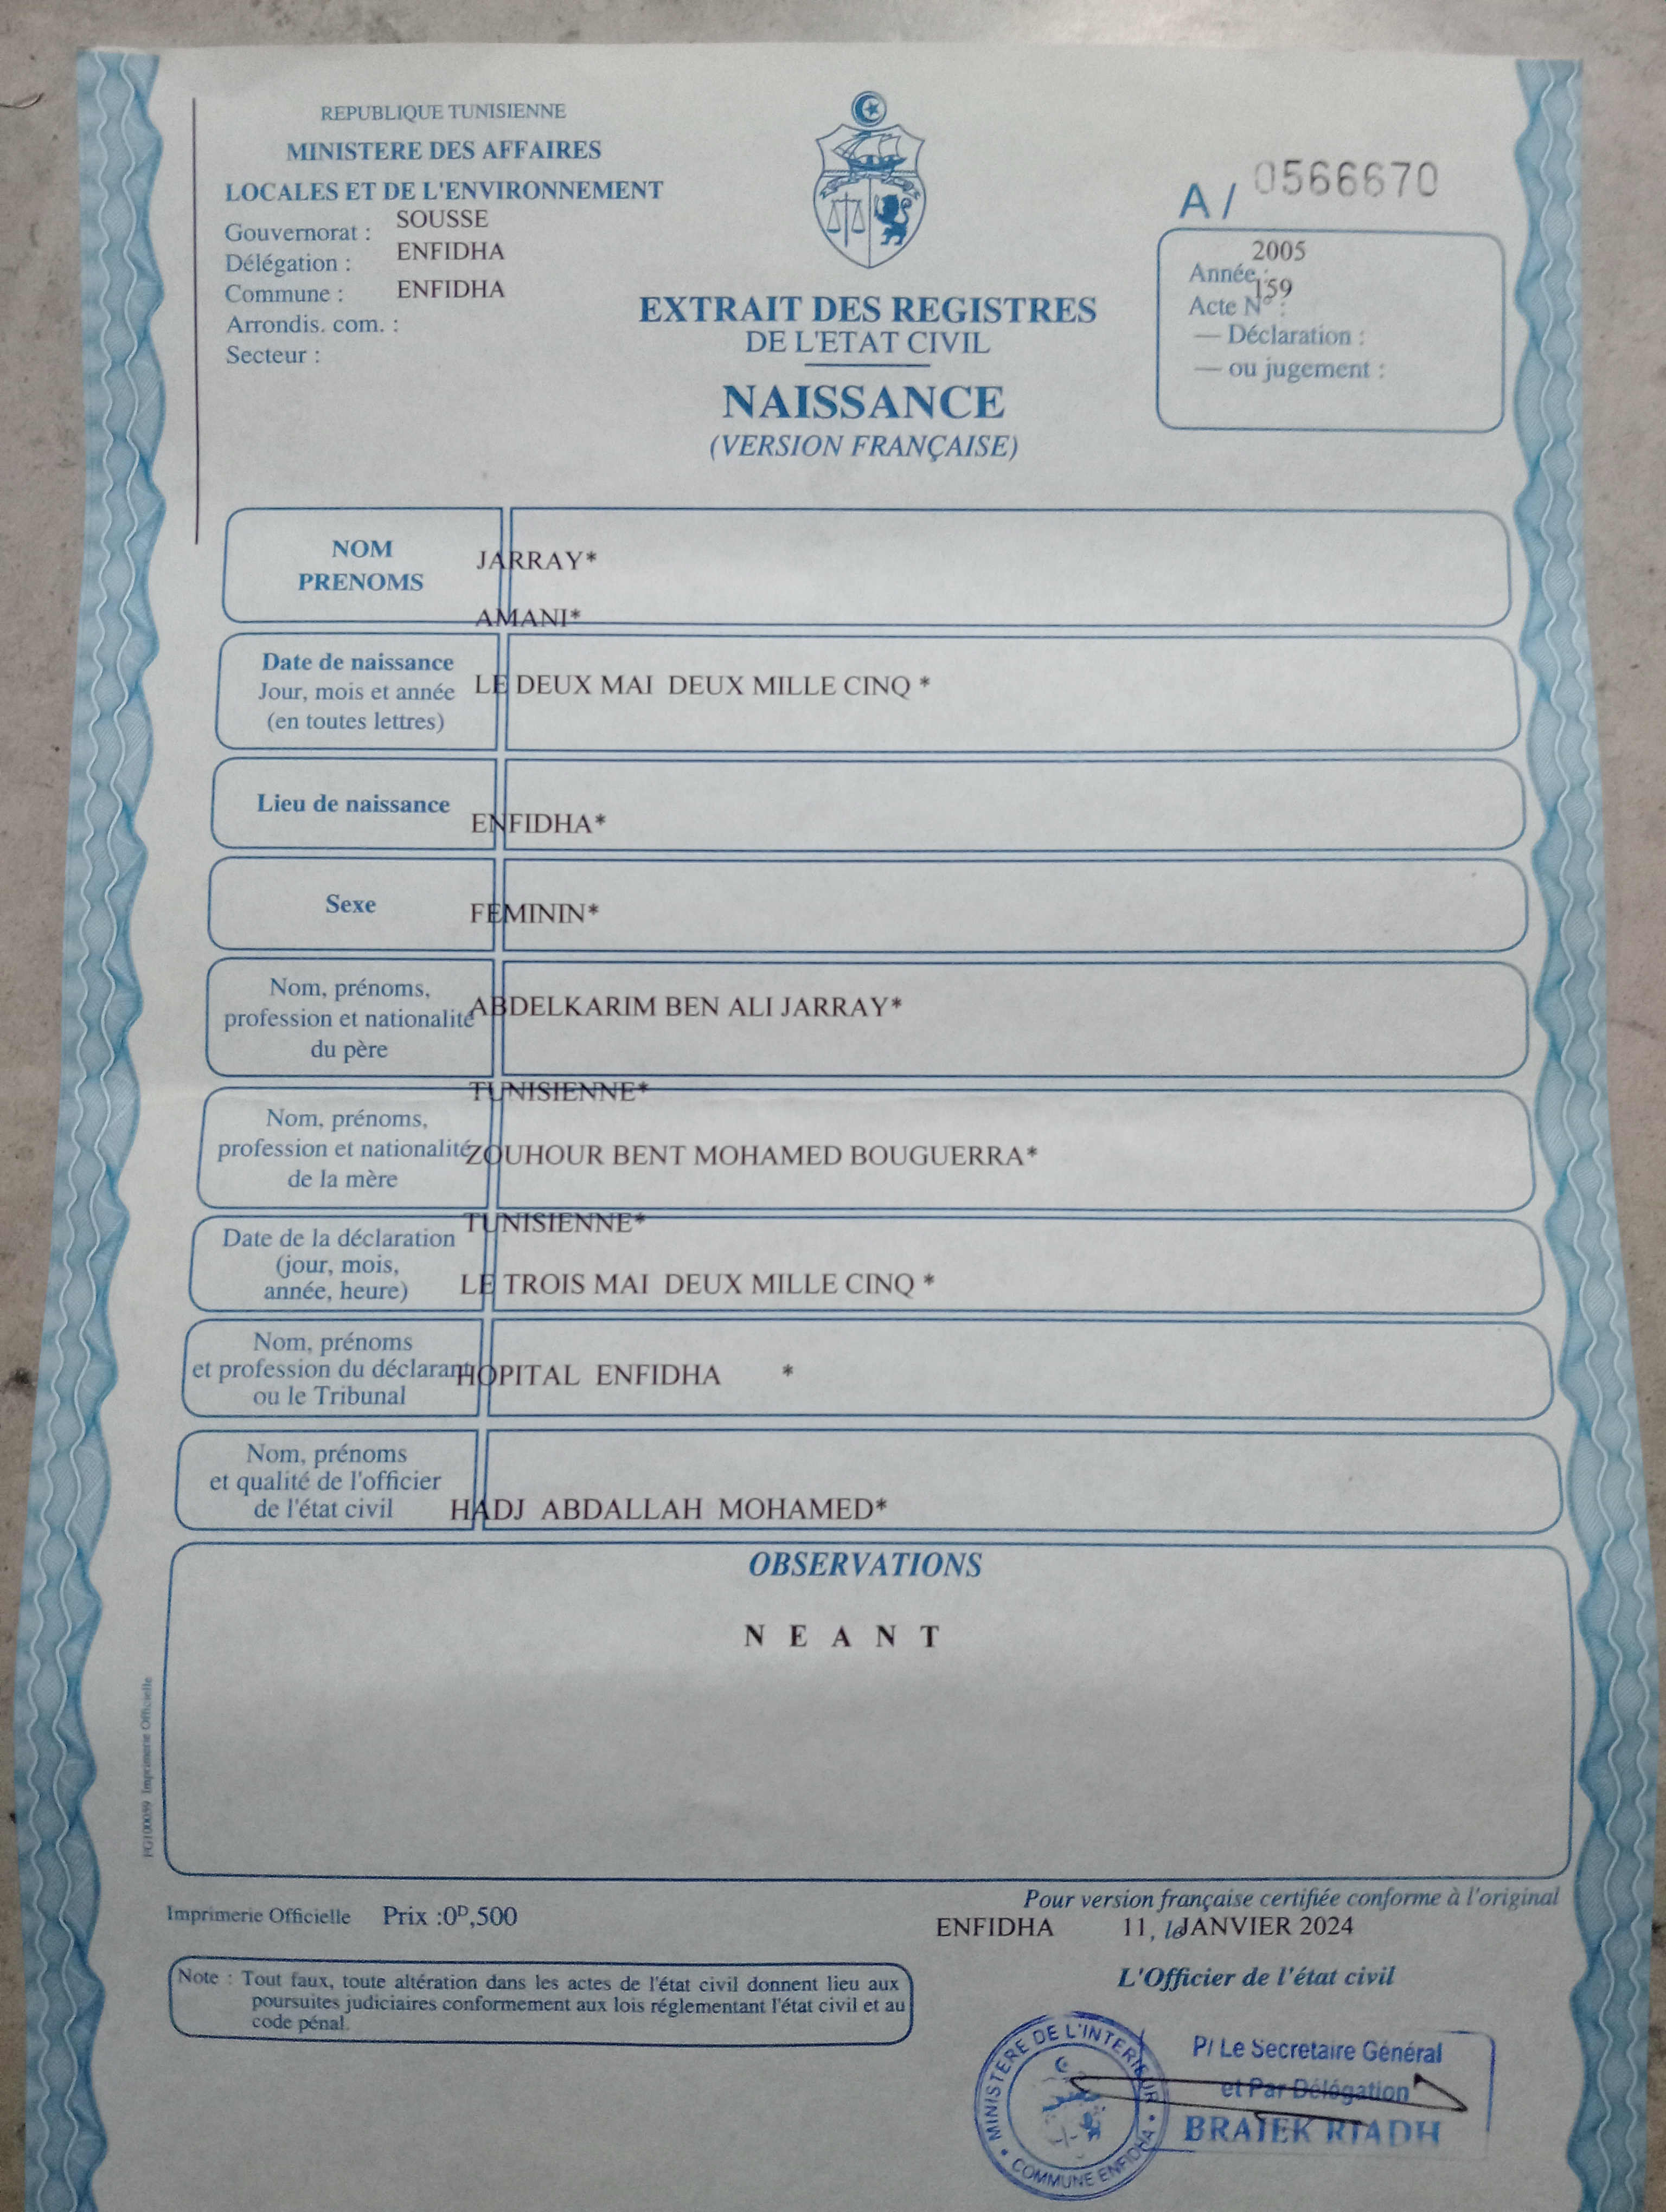 REPUBLIQUE TUNISIENNE
MINISTERE DES AFFAIRES
LOCALES ET DE L'ENVIRONNEMENT
Gouvernorat : SOUSSE
Délégation : ENFIDHA
Commune : ENFIDHA
Arrondis. com. :
Secteur :
A/ 0566670
2005
Année :
159
Acte N° :
— Déclaration :
— ou jugement :
EXTRAIT DES REGISTRES
DE L'ETAT CIVIL
NAISSANCE
(VERSION FRANÇAISE)
NOM
PRENOMS
JARRAY*
AMANI*
Date de naissance
Jour, mois et année
(en toutes lettres)
LE DEUX MAI DEUX MILLE CINQ *
Lieu de naissance
ENFIDHA*
Sexe
FEMININ*
Nom, prénoms,
profession et nationalité
du père
ABDELKARIM BEN ALI JARRAY*
TUNISIENNE*
Nom, prénoms,
profession et nationalité
de la mère
ZOUHOUR BENT MOHAMED BOUGUERRA*
TUNISIENNE*
Date de la déclaration
(jour, mois,
année, heure)
LE TROIS MAI DEUX MILLE CINQ *
Nom, prénoms
et profession du déclarant
ou le Tribunal
HOPITAL ENFIDHA *
Nom, prénoms
et qualité de l'officier
de l'état civil
HADJ ABDALLAH MOHAMED*
OBSERVATIONS
N E A N T
FG100039 Imprimerie Officielle
Imprimerie Officielle Prix :0D,500
Pour version française certifiée conforme à l'original
ENFIDHA 11, le JANVIER 2024
L'Officier de l'état civil
Note : Tout faux, toute altération dans les actes de l'état civil donnent lieu aux
poursuites judiciaires conformement aux lois réglementant l'état civil et au
code pénal.
MINISTERE DE L'INTERIEUR
COMMUNE ENFIDHA
P/ Le Secrétaire Général
et Par Délégation
BRAIEK RIADH